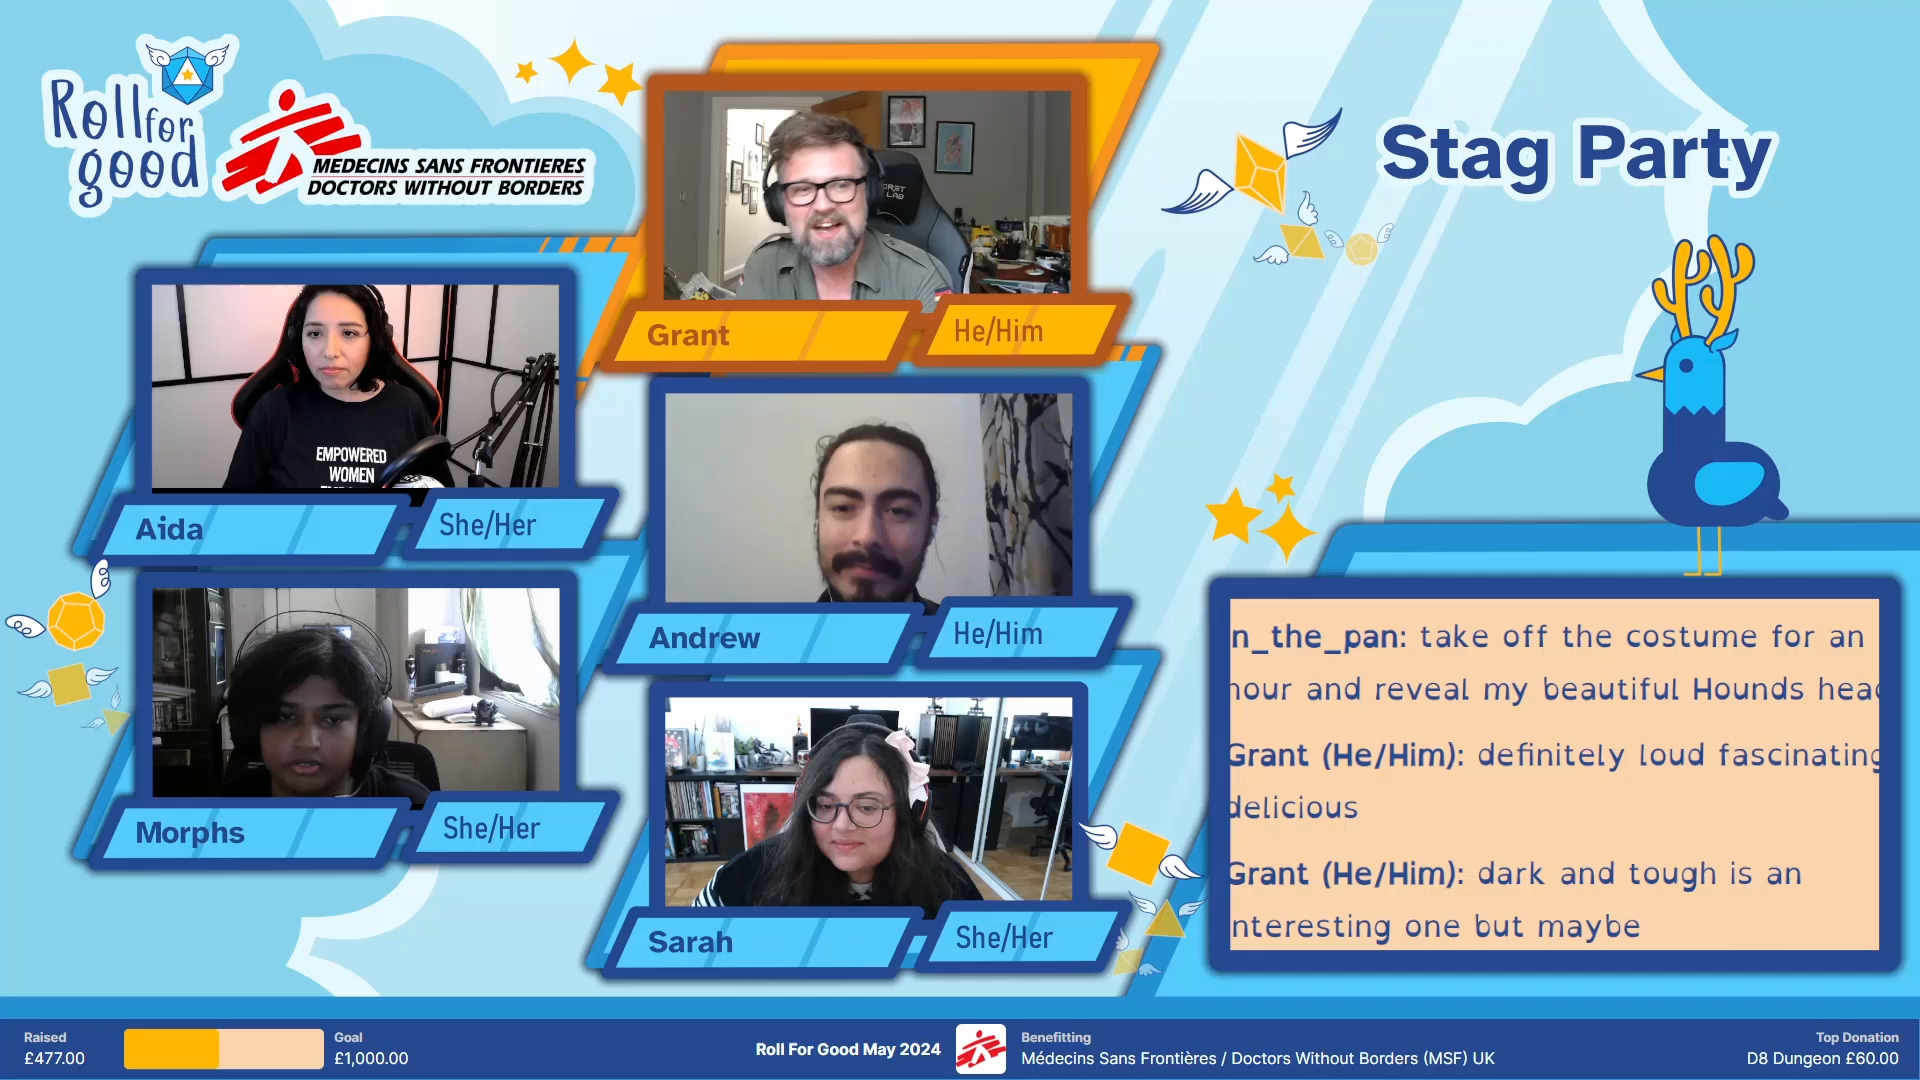 Roll for good
MEDECINS SANS FRONTIERES
DOCTORS WITHOUT BORDERS
Stag Party
Grant
He/Him
EMPOWERED
WOMEN
Aida
She/Her
Andrew
He/Him
Morphs
She/Her
Sarah
She/Her
n_the_pan: take off the costume for an
hour and reveal my beautiful Hounds head
Grant (He/Him): definitely loud fascinating
delicious
Grant (He/Him): dark and tough is an
nteresting one but maybe
Raised
£477.00
Goal
£1,000.00
Roll For Good May 2024
Benefitting
Médecins Sans Frontières / Doctors Without Borders (MSF) UK
Top Donation
D8 Dungeon £60.00